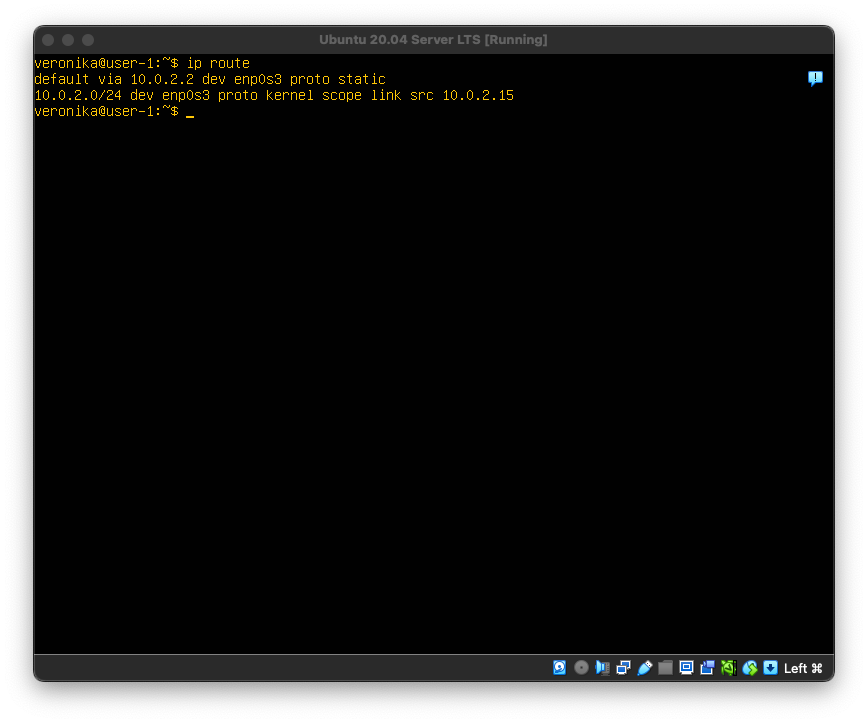 Ubuntu 20.04 Server LTS [Running]
veronika@user-1:~$ ip route
default via 10.0.2.2 dev enp0s3 proto static
10.0.2.0/24 dev enp0s3 proto kernel scope link src 10.0.2.15
veronika@user-1:~$ _
Left ⌘